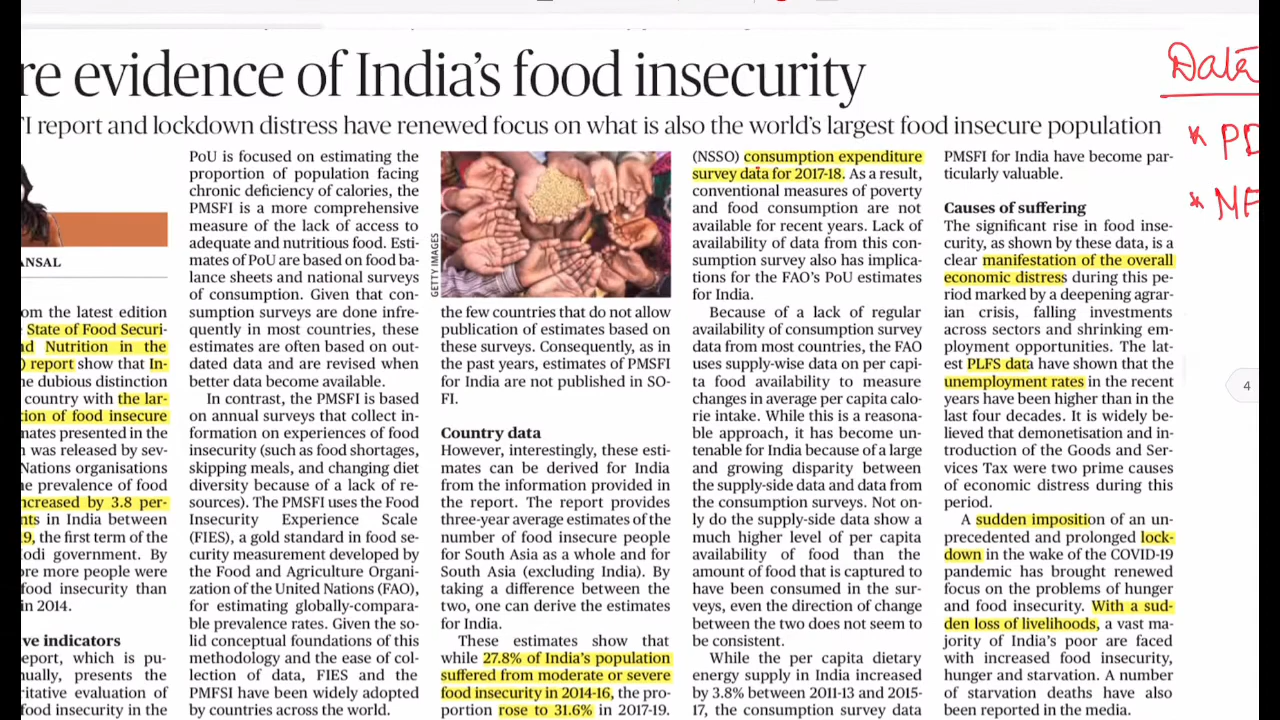 re evidence of India's food insecurity
I report and lockdown distress have renewed focus on what is also the world's largest food insecure population
ANSAL
om the latest edition
State of Food Securi-
d Nutrition in the
) report show that In-
e dubious distinction
country with the lar-
ion of food insecure
mates presented in the
was released by sev-
Nations organisations
e prevalence of food
ncreased by 3.8 per-
nts in India between
9, the first term of the
odi government. By
ore more people were
food insecurity than
in 2014.
ve indicators
eport, which is pu-
nually, presents the
ritative evaluation of
food insecurity in the
PoU is focused on estimating the
proportion of population facing
chronic deficiency of calories, the
PMSFI is a more comprehensive
measure of the lack of access to
adequate and nutritious food. Esti-
mates of PoU are based on food ba-
lance sheets and national surveys
of consumption. Given that con-
sumption surveys are done infre-
quently in most countries, these
estimates are often based on out-
dated data and are revised when
better data become available.
In contrast, the PMSFI is based
on annual surveys that collect in-
formation on experiences of food
insecurity (such as food shortages,
skipping meals, and changing diet
diversity because of a lack of re-
sources). The PMSFI uses the Food
Insecurity Experience Scale
(FIES), a gold standard in food se-
curity measurement developed by
the Food and Agriculture Organi-
zation of the United Nations (FAO),
for estimating globally-compara-
ble prevalence rates. Given the so-
lid conceptual foundations of this
methodology and the ease of col-
lection of data, FIES and the
PMFSI have been widely adopted
by countries across the world.
GETTY IMAGES
the few countries that do not allow
publication of estimates based on
these surveys. Consequently, as in
the past years, estimates of PMSFI
for India are not published in SO-
FI.
Country data
However, interestingly, these esti-
mates can be derived for India
from the information provided in
the report. The report provides
three-year average estimates of the
number of food insecure people
for South Asia as a whole and for
South Asia (excluding India). By
taking a difference between the
two, one can derive the estimates
for India.
These estimates show that
while 27.8% of India's population
suffered from moderate or severe
food insecurity in 2014-16, the pro-
portion rose to 31.6% in 2017-19.
(NSSO) consumption expenditure
survey data for 2017-18. As a result,
conventional measures of poverty
and food consumption are not
available for recent years. Lack of
availability of data from this con-
sumption survey also has implica-
tions for the FAO's PoU estimates
for India.
Because of a lack of regular
availability of consumption survey
data from most countries, the FAO
uses supply-wise data on per capi-
ta food availability to measure
changes in average per capita calo-
rie intake. While this is a reasona-
ble approach, it has become un-
tenable for India because of a large
and growing disparity between
the supply-side data and data from
the consumption surveys. Not on-
ly do the supply-side data show a
much higher level of per capita
availability of food than the
amount of food that is captured to
have been consumed in the sur-
veys, even the direction of change
between the two does not seem to
be consistent.
While the per capita dietary
energy supply in India increased
by 3.8% between 2011-13 and 2015-
17, the consumption survey data
PMSFI for India have become par-
ticularly valuable.
Causes of suffering
The significant rise in food inse-
curity, as shown by these data, is a
clear manifestation of the overall
economic distress during this pe-
riod marked by a deepening agrar-
ian crisis, falling investments
across sectors and shrinking em-
ployment opportunities. The lat-
est PLFS data have shown that the
unemployment rates in the recent
years have been higher than in the
last four decades. It is widely be-
lieved that demonetisation and in-
troduction of the Goods and Ser-
vices Tax were two prime causes
of economic distress during this
period.
A sudden imposition of an un-
precedented and prolonged lock-
down in the wake of the COVID-19
pandemic has brought renewed
focus on the problems of hunger
and food insecurity. With a sud-
den loss of livelihoods, a vast ma-
jority of India's poor are faced
with increased food insecurity,
hunger and starvation. A number
of starvation deaths have also
been reported in the media.
Data
* PD
* MF
4